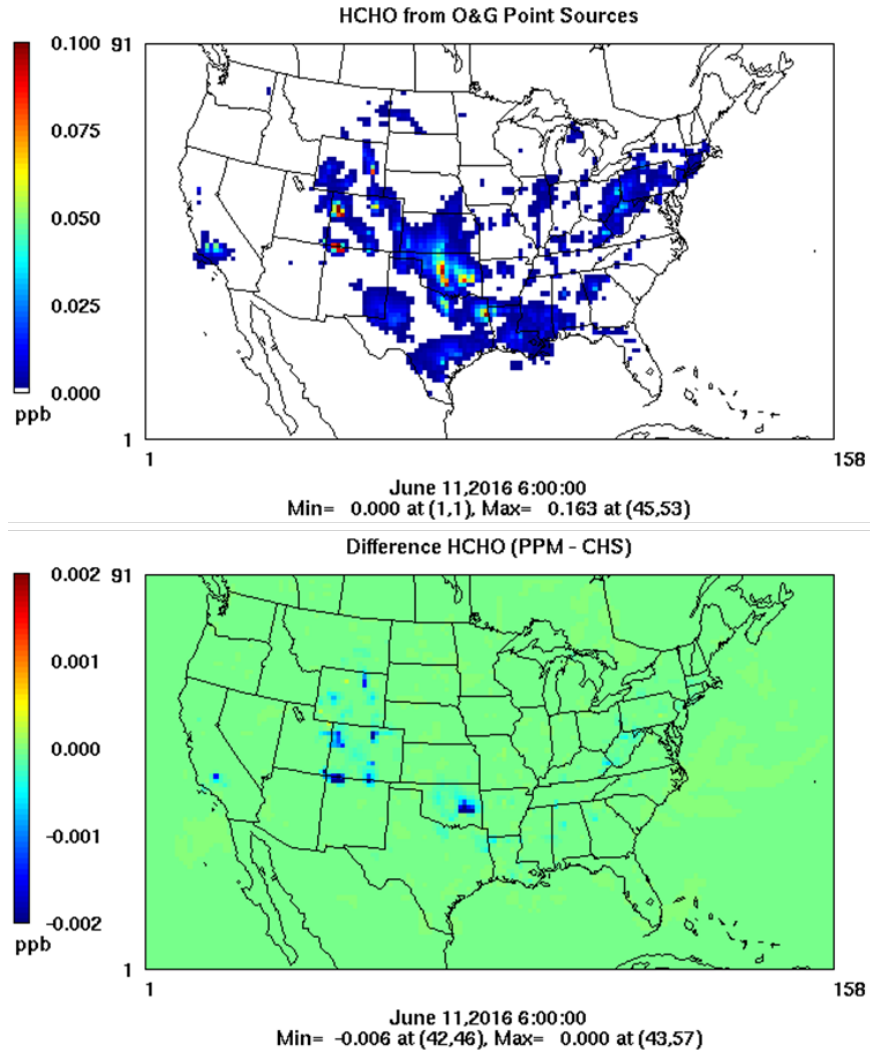 HCHO from O&G Point Sources
0.100
91
0.075
0.050
0.025
0.000
ppb
1
1
158
June 11,2016 6:00:00
Min= 0.000 at (1,1), Max= 0.163 at (45,53)
Difference HCHO (PPM - CHS)
0.002
91
0.001
0.000
-0.001
-0.002
ppb
1
1
158
June 11,2016 6:00:00
Min= -0.006 at (42,46), Max= 0.000 at (43,57)